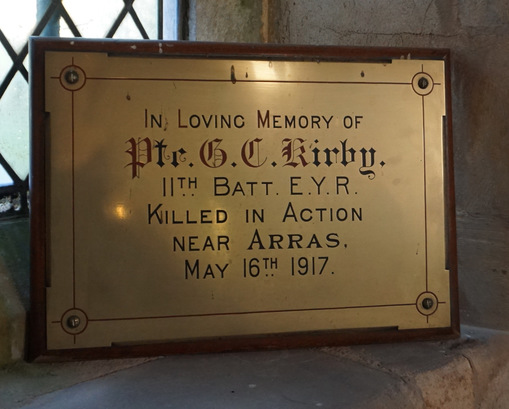 In Loving Memory of
Pte. G. C. Kirby.
11TH Batt. E.Y.R.
Killed in Action
near Arras,
May 16TH 1917.